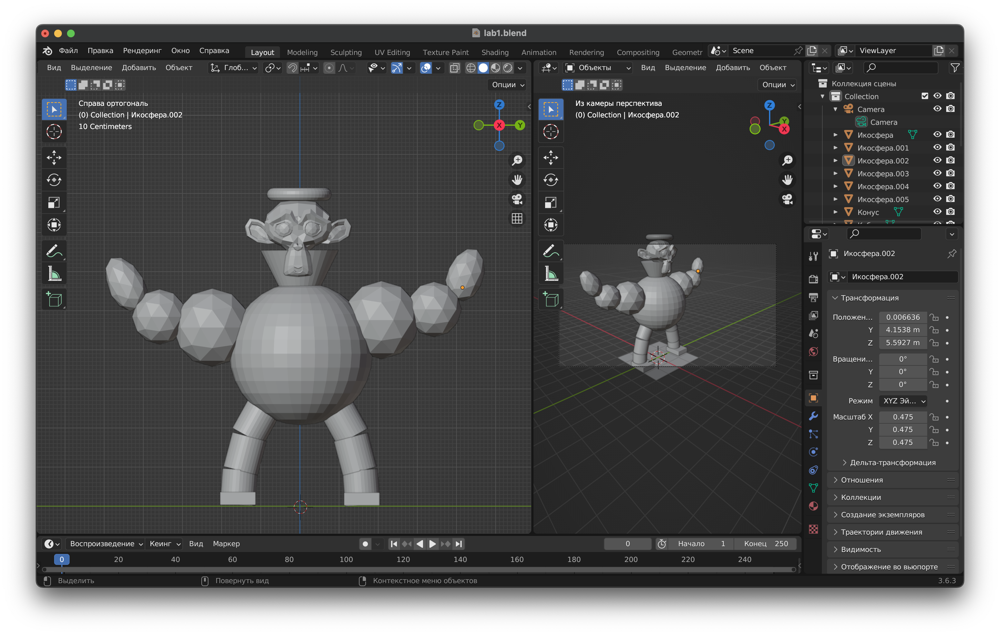 lab1.blend
Файл Правка Рендеринг Окно Справка Layout Modeling Sculpting UV Editing Texture Paint Shading Animation Rendering Compositing Geometr Scene ViewLayer
Вид Выделение Добавить Объект Глоб... Объекты Вид Выделение Добавить Объект
Опции
Опции
Справа ортогональ
(0) Collection | Икосфера.002
10 Centimeters
Z
X
Y
Из камеры перспектива
(0) Collection | Икосфера.002
Z
Y
X
Коллекция сцены
Collection
Camera
Camera
Икосфера
Икосфера.001
Икосфера.002
Икосфера.003
Икосфера.004
Икосфера.005
Конус
Икосфера.002
Икосфера.002
Трансформация
Положен... 0.006636
Y 4.1538 m
Z 5.5927 m
Вращени... 0°
Y 0°
Z 0°
Режим XYZ Эй...
Масштаб X 0.475
Y 0.475
Z 0.475
Дельта-трансформация
Отношения
Коллекции
Создание экземпляров
Траектории движения
Видимость
Отображение во вьюпорте
Воспроизведение Кеинг Вид Маркер 0 Начало 1 Конец 250
0 20 40 60 80 100 120 140 160 180 200 220 240
Выделить Повернуть вид Контекстное меню объектов 3.6.3